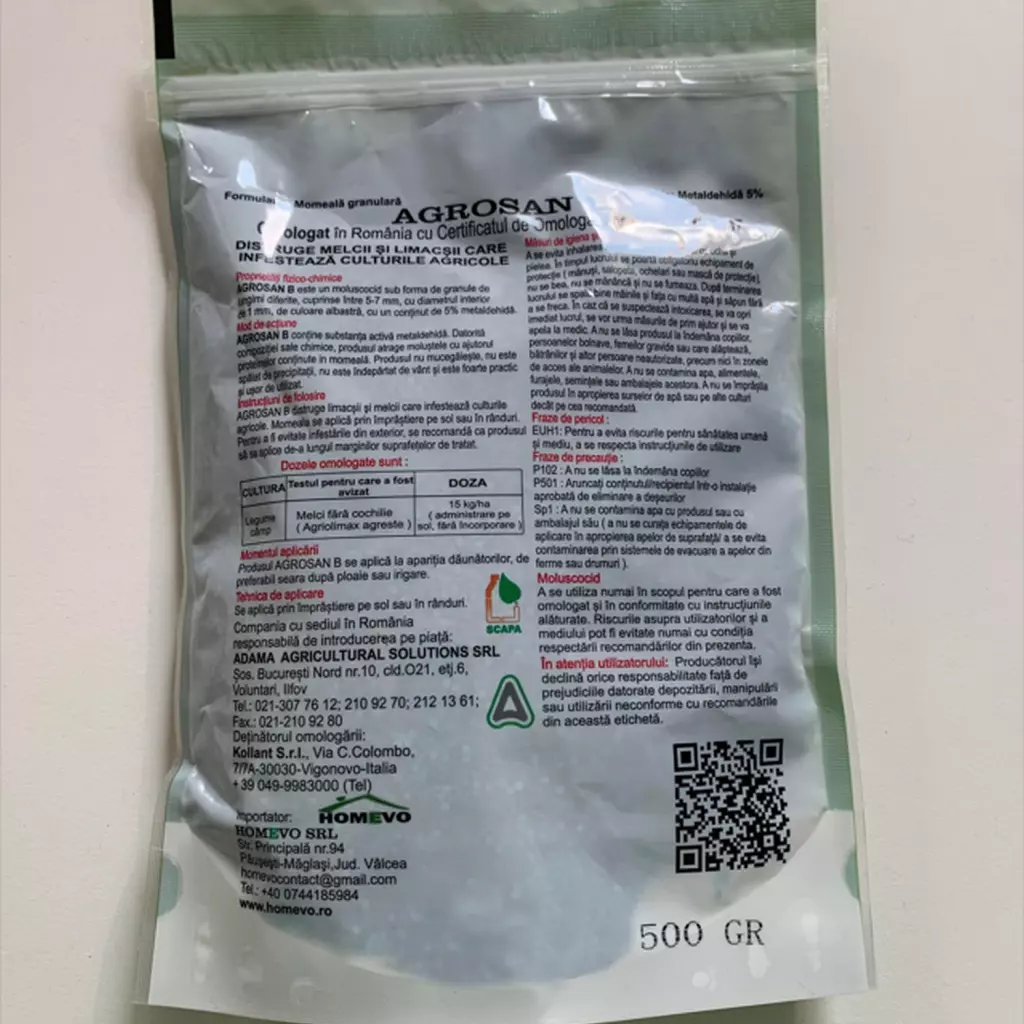 Momeală granulară
Metaldehidă 5%
AGROSAN
în România cu Certificatul de
DISTRUGE MELCII ȘI LIMACȘII CARE
INFESTEAZĂ CULTURILE AGRICOLE
Proprietăți fizico-chimice
AGROSAN B este un moluscocid sub forma de granule de
lungimi diferite, cuprinse între 5-7 mm, cu diametrul interior
de 1 mm, de culoare albastră, cu un conținut de 5% metaldehidă.
Mod de acțiune
AGROSAN B conține substanța activă metaldehidă. Datorită
compoziției sale chimice, produsul atrage moluștele cu ajutorul
proteinelor conținute în momeală. Produsul nu mucegăiește, nu este
spălat de precipitații, nu este îndepărtat de vânt și este foarte practic
și ușor de utilizat.
Instrucțiuni de folosire
AGROSAN B distruge limacșii și melcii care infestează culturile
agricole. Momeala se aplică prin împrăștiere pe sol sau în rânduri.
Pentru a fi evitate infestările din exterior, se recomandă ca produsul
să se aplice de-a lungul marginilor suprafețelor de tratat.
Dozele omologate sunt :
CULTURA Testul pentru care a fost avizat DOZA
Legume câmp Melci fără cochilie ( Agriolimax agreste ) 15 kg/ha ( administrare pe sol, fără încorporare )
Momentul aplicării
Produsul AGROSAN B se aplică la apariția dăunătorilor, de
preferabil seara după ploaie sau irigare.
Tehnica de aplicare
Se aplică prin împrăștiere pe sol sau în rânduri.
Compania cu sediul în România
responsabilă de introducerea pe piață:
ADAMA AGRICULTURAL SOLUTIONS SRL
Șos. București Nord nr.10, cld.O21, etj.6,
Voluntari, Ilfov
Tel.: 021-307 76 12; 210 92 70; 212 13 61;
Fax.: 021-210 92 80
Deținătorul omologării:
Kollant S.r.l., Via C.Colombo,
7/7A-30030-Vigonovo-Italia
+39 049-9983000 (Tel)
Importator:
HOMEVO
HOMEVO SRL
Str. Principală nr.94
Păușești-Măglași,Jud. Vâlcea
homevocontact@gmail.com
Tel.: +40 0744185984
www.homevo.ro
SCAPA
Măsuri de igiena
A se evita inhalarea
pielea. În timpul lucrului se poartă obligatoriu echipament de
protecție ( mănuși, salopeta, ochelari sau mască de protecție),
nu se bea, nu se mănâncă și nu se fumează. După terminarea
lucrului se spală bine mâinile și fața cu multă apă și săpun fără
a se freca. În caz că se suspectează intoxicarea, se va opri
imediat lucrul, se vor urma măsurile de prim ajutor și se va
apela la medic. A nu se lăsa produsul la îndemâna copiilor,
persoanelor bolnave, femeilor gravide sau care alăptează,
bătrânilor și altor persoane neautorizate, precum nici în zonele
de acces ale animalelor. A nu se contamina apa, alimentele,
furajele, semințele sau ambalajele acestora. A nu se împrăștia
produsul în apropierea surselor de apă sau pe alte culturi
decât pe cea recomandată.
Fraze de pericol :
EUH1: Pentru a evita riscurile pentru sănătatea umană
și mediu, a se respecta instrucțiunile de utilizare
Fraze de precauție :
P102 : A nu se lăsa la îndemâna copiilor
P501 : Aruncați conținutul/recipientul într-o instalație
aprobată de eliminare a deșeurilor
Sp1 : A nu se contamina apa cu produsul sau cu
ambalajul său ( a nu se curăța echipamentele de
aplicare în apropierea apelor de suprafață/ a se evita
contaminarea prin sistemele de evacuare a apelor din
ferme sau drumuri ).
Moluscocid
A se utiliza numai în scopul pentru care a fost
omologat și în conformitate cu instrucțiunile
alăturate. Riscurile asupra utilizatorilor și a
mediului pot fi evitate numai cu condiția
respectării recomandărilor din prezenta.
În atenția utilizatorului: Producătorul își
declină orice responsabilitate față de
prejudiciile datorate depozitării, manipulării
sau utilizării neconforme cu recomandările
din această etichetă.
500 GR